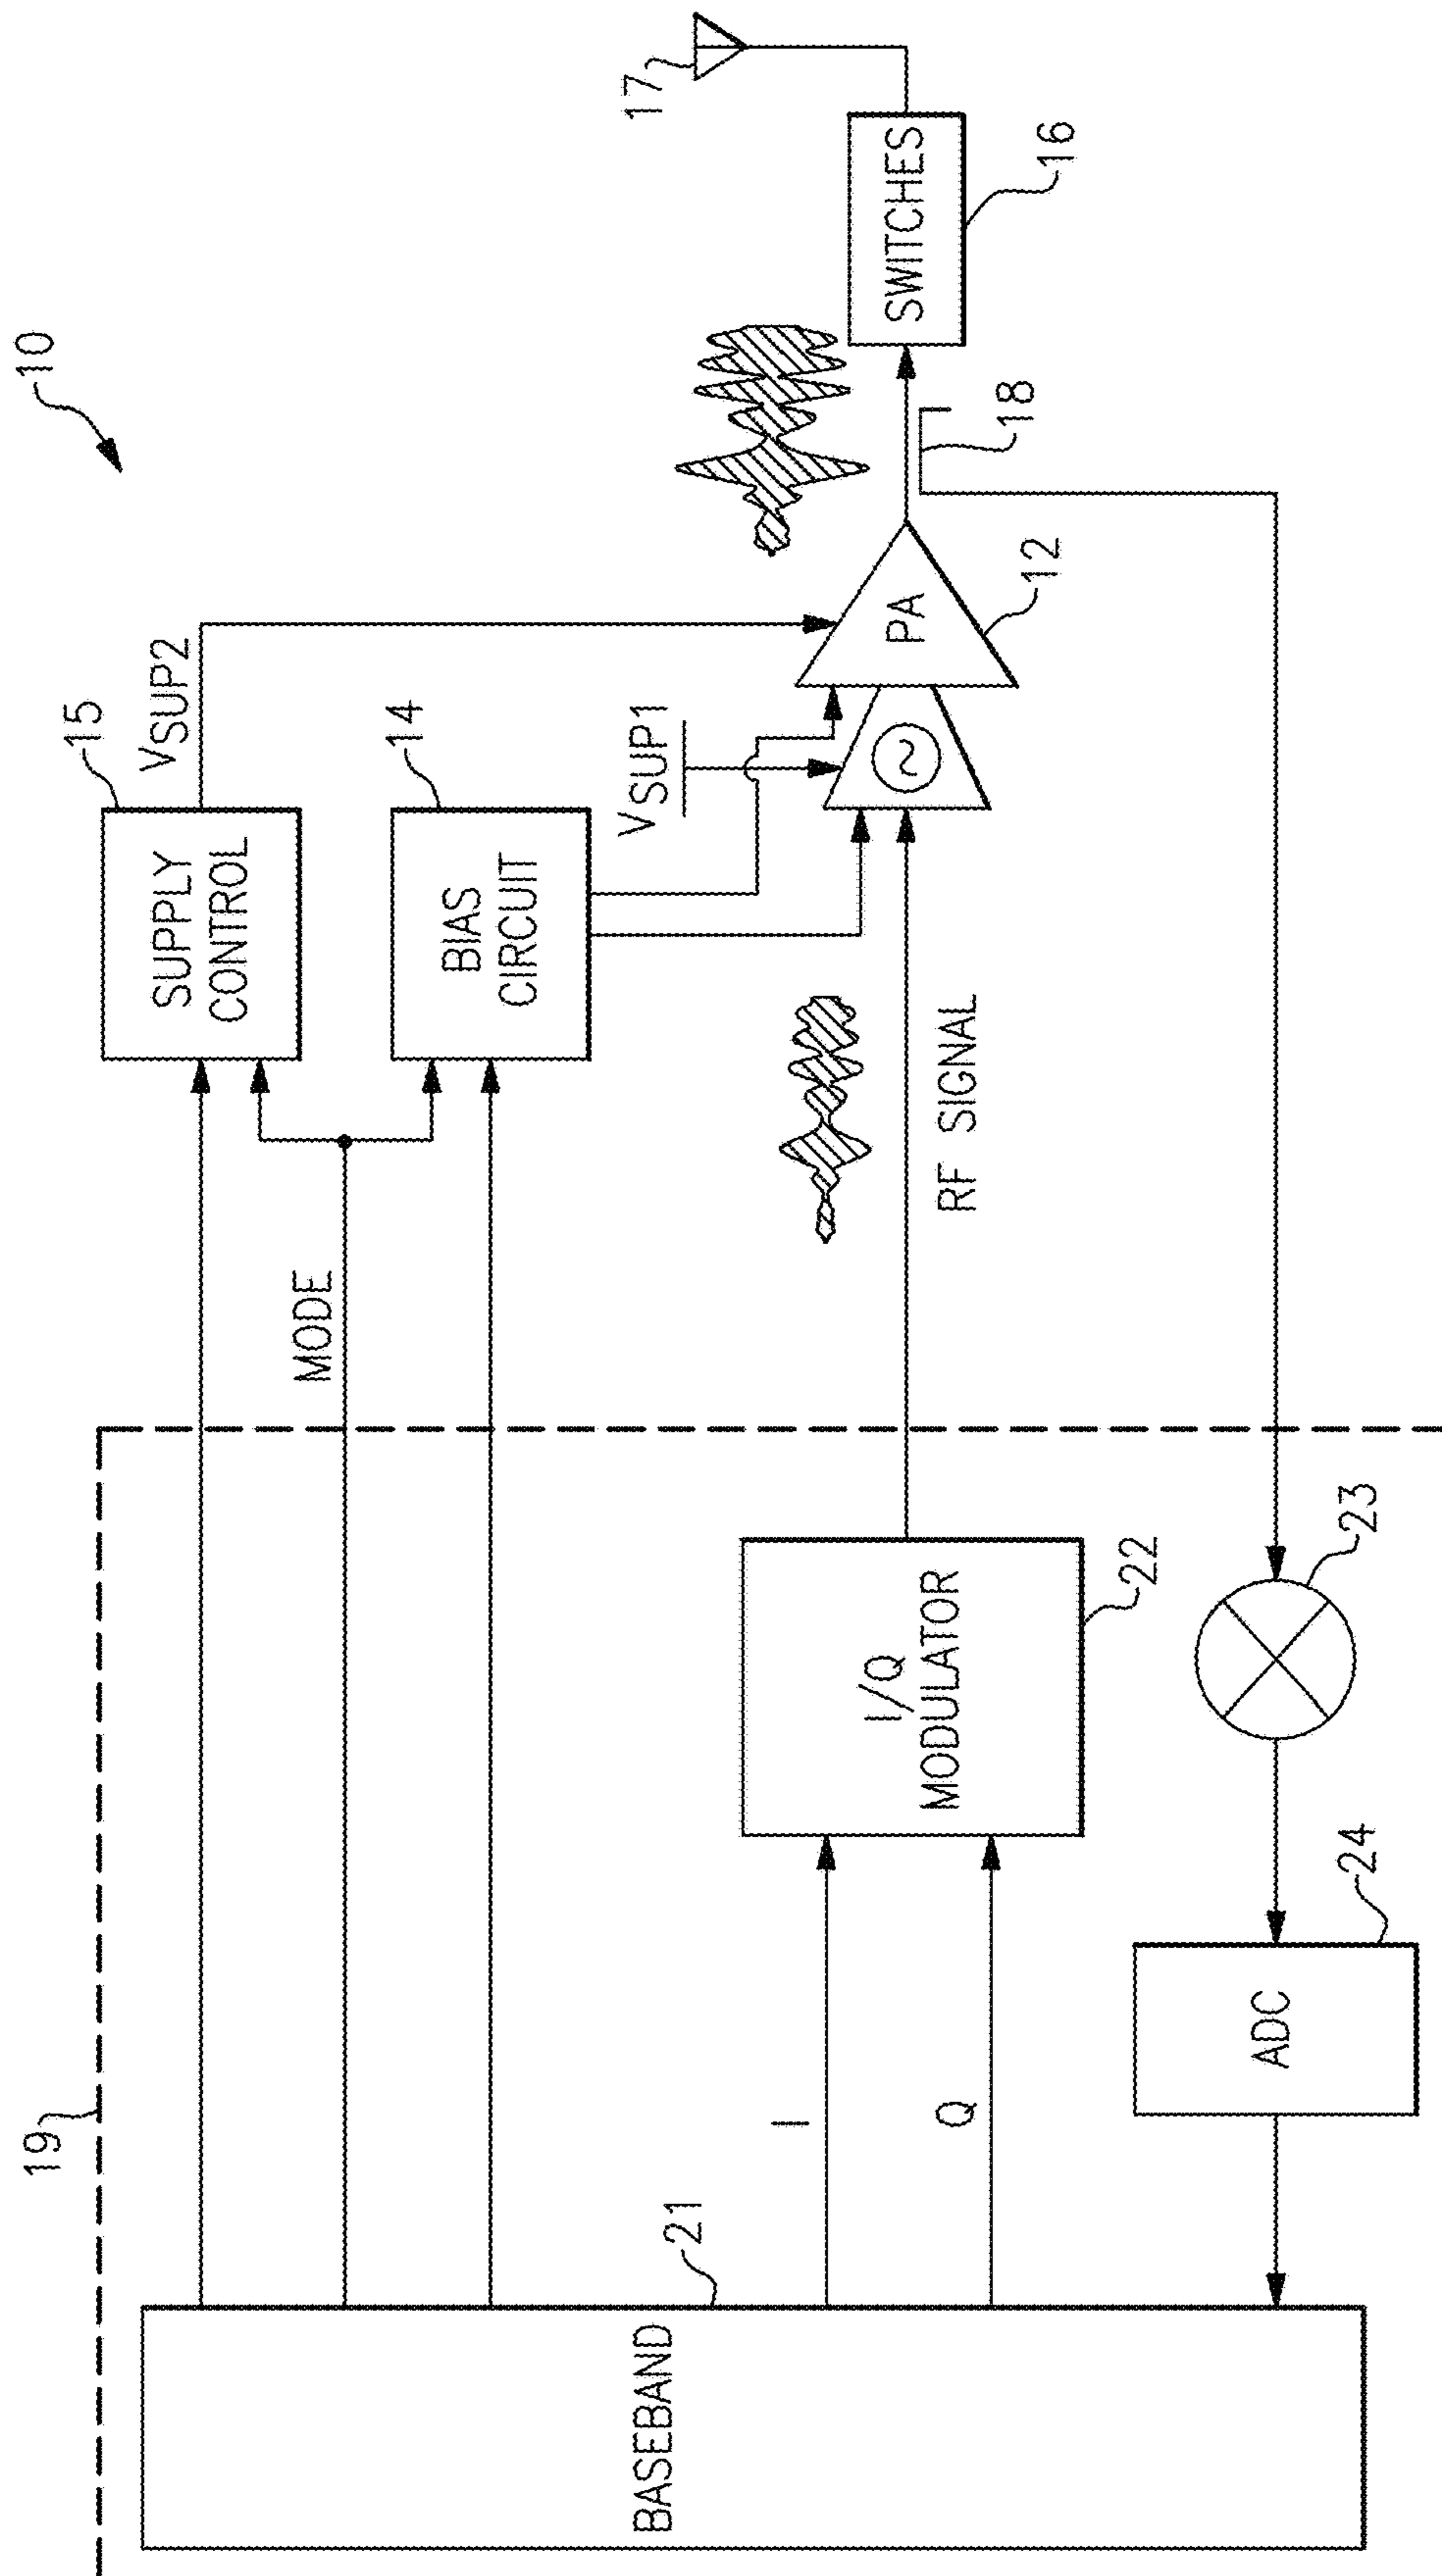 10
19
15
SUPPLY
CONTROL
VSUP2
MODE
14
BIAS
CIRCUIT
VSUP1
17
21
BASEBAND
I
Q
I/Q
MODULATOR
22
RF SIGNAL
PA
12
18
SWITCHES
16
ADC
24
23